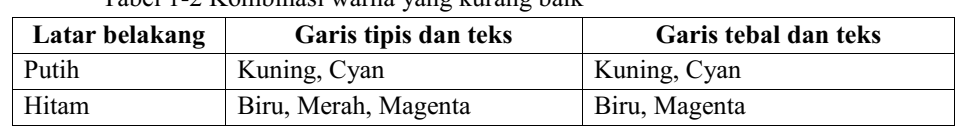 Tabel 1-2 Kombinasi warna yang kurang baik
Latar belakang Garis tipis dan teks Garis tebal dan teks
Putih Kuning, Cyan Kuning, Cyan
Hitam Biru, Merah, Magenta Biru, Magenta